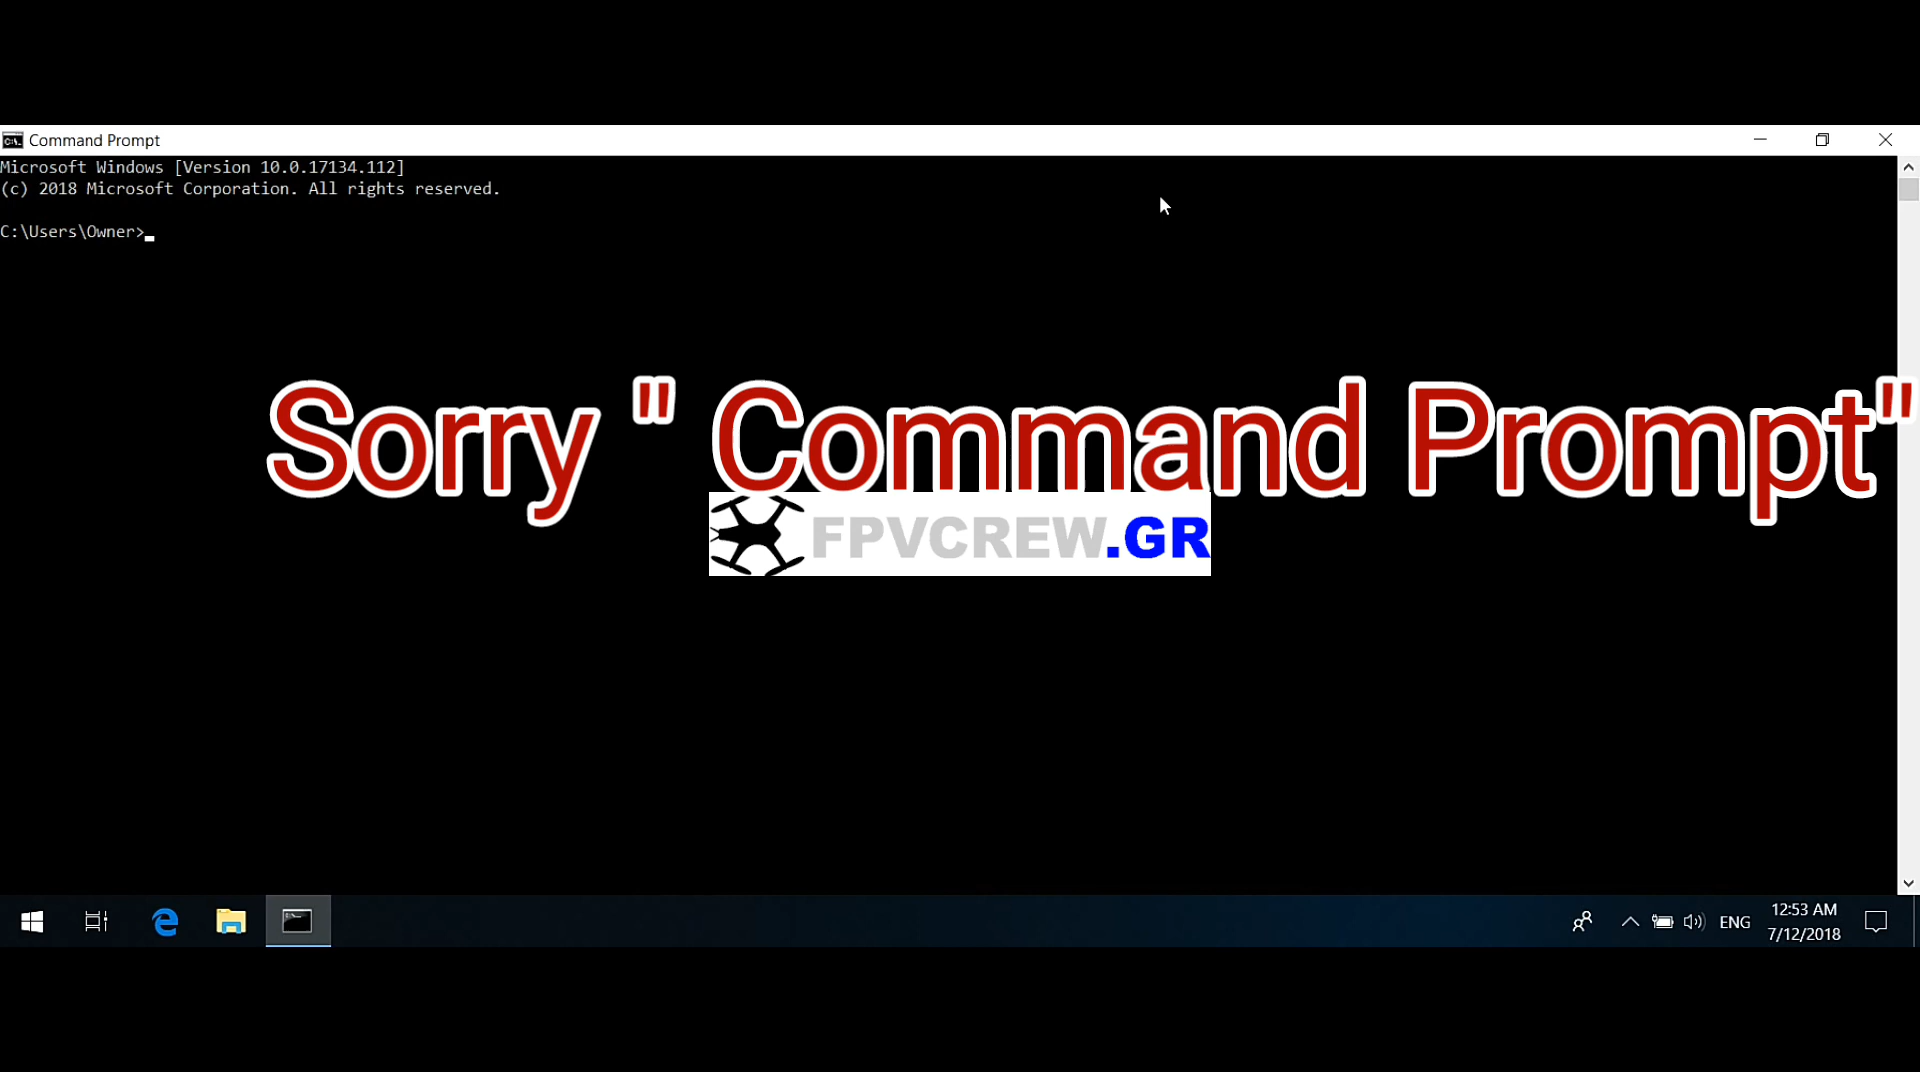 Command Prompt
Microsoft Windows [Version 10.0.17134.112]
(c) 2018 Microsoft Corporation. All rights reserved.
C:\Users\Owner>
Sorry " Command Prompt"
FPVCREW.GR
ENG
12:53 AM
7/12/2018